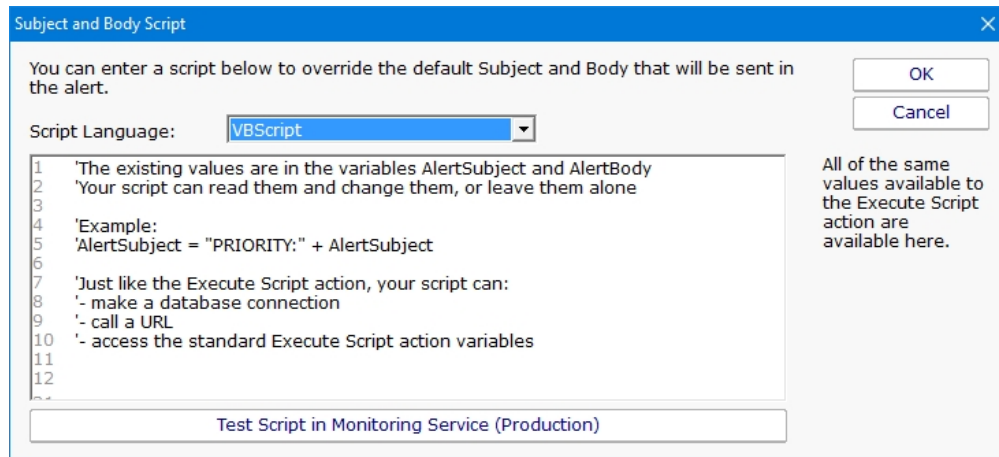 Subject and Body Script
You can enter a script below to override the default Subject and Body that will be sent in
the alert.
OK
Cancel
Script Language:
VBScript
1 'The existing values are in the variables AlertSubject and AlertBody
2 'Your script can read them and change them, or leave them alone
3
4 'Example:
5 'AlertSubject = "PRIORITY:" + AlertSubject
6
7 'Just like the Execute Script action, your script can:
8 '- make a database connection
9 '- call a URL
10 '- access the standard Execute Script action variables
11
12
All of the same
values available to
the Execute Script
action are
available here.
Test Script in Monitoring Service (Production)